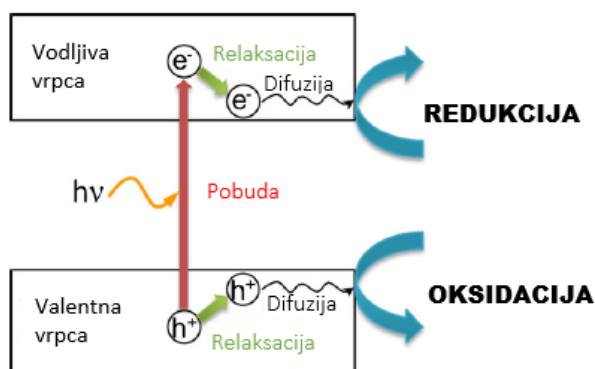 Vodljiva
vrpca
e⁻
Relaksacija
e⁻
Difuzija
REDUKCIJA
hν
Pobuda
Valentna
vrpca
h⁺
Difuzija
OKSIDACIJA
h⁺
Relaksacija